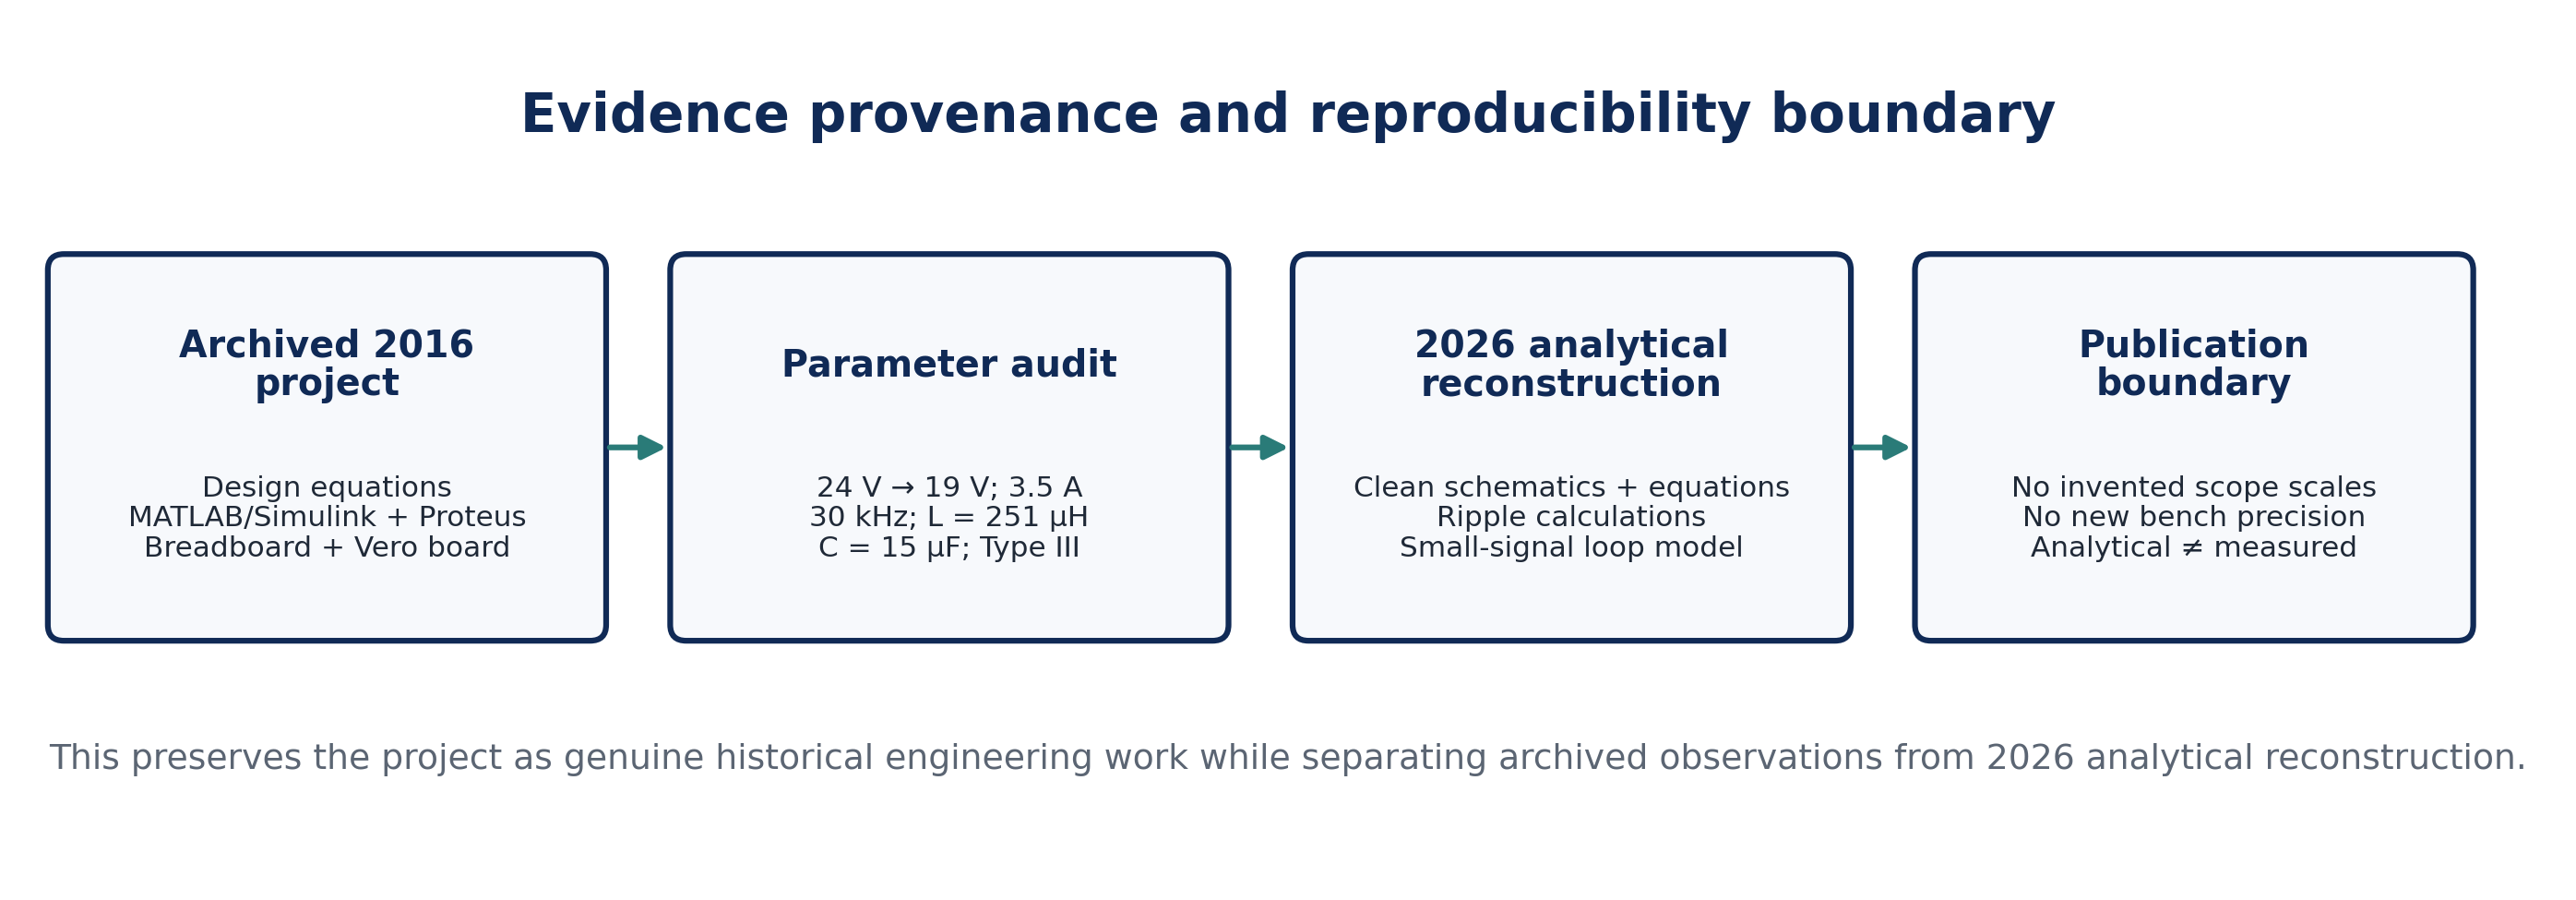 Evidence provenance and reproducibility boundary
Archived 2016
project
Design equations
MATLAB/Simulink + Proteus
Breadboard + Vero board
Parameter audit
24 V → 19 V; 3.5 A
30 kHz; L = 251 µH
C = 15 µF; Type III
2026 analytical
reconstruction
Clean schematics + equations
Ripple calculations
Small-signal loop model
Publication
boundary
No invented scope scales
No new bench precision
Analytical ≠ measured
This preserves the project as genuine historical engineering work while separating archived observations from 2026 analytical reconstruction.